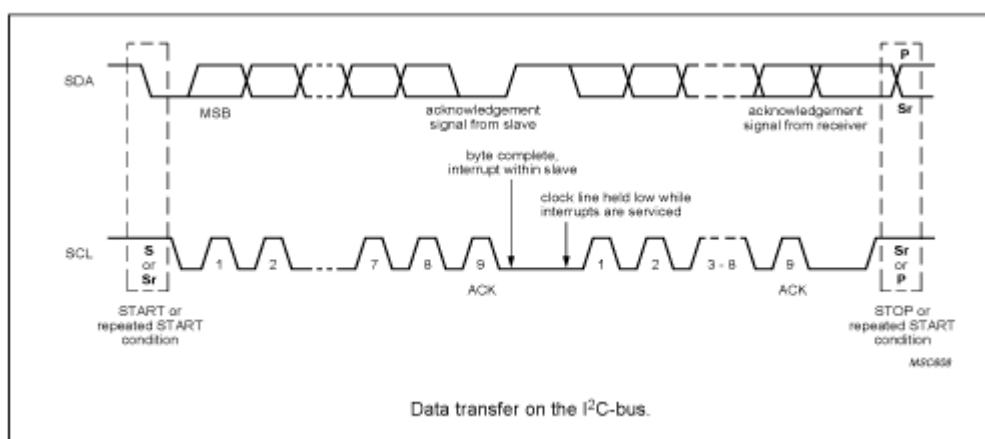 P
SDA
MSB
acknowledgement
signal from slave
acknowledgement
signal from receiver
Sr
byte complete,
interrupt within slave
clock line held low while
interrupts are serviced
SCL
S
or
Sr
1
2
7
8
9
1
2
3 - 8
9
Sr
or
P
ACK
ACK
START or
repeated START
condition
STOP or
repeated START
condition
MSC608
Data transfer on the I²C-bus.